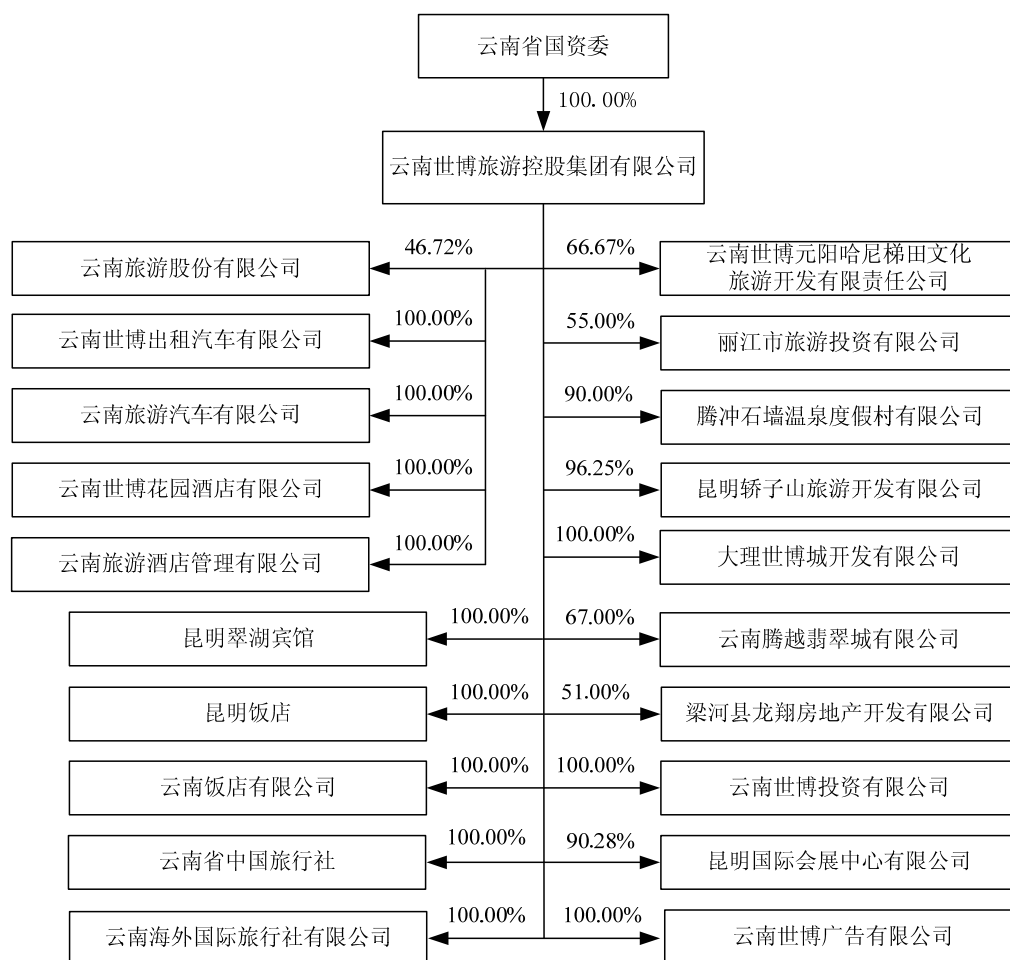 云南省国资委
100.00%
云南世博旅游控股集团有限公司
46.72%
66.67%
云南旅游股份有限公司
云南世博元阳哈尼梯田文化
旅游开发有限责任公司
100.00%
55.00%
云南世博出租汽车有限公司
丽江市旅游投资有限公司
100.00%
90.00%
云南旅游汽车有限公司
腾冲石墙温泉度假村有限公司
100.00%
96.25%
云南世博花园酒店有限公司
昆明轿子山旅游开发有限公司
100.00%
100.00%
云南旅游酒店管理有限公司
大理世博城开发有限公司
100.00%
67.00%
昆明翠湖宾馆
云南腾越翡翠城有限公司
100.00%
51.00%
昆明饭店
梁河县龙翔房地产开发有限公司
100.00%
100.00%
云南饭店有限公司
云南世博投资有限公司
100.00%
90.28%
云南省中国旅行社
昆明国际会展中心有限公司
100.00%
100.00%
云南海外国际旅行社有限公司
云南世博广告有限公司